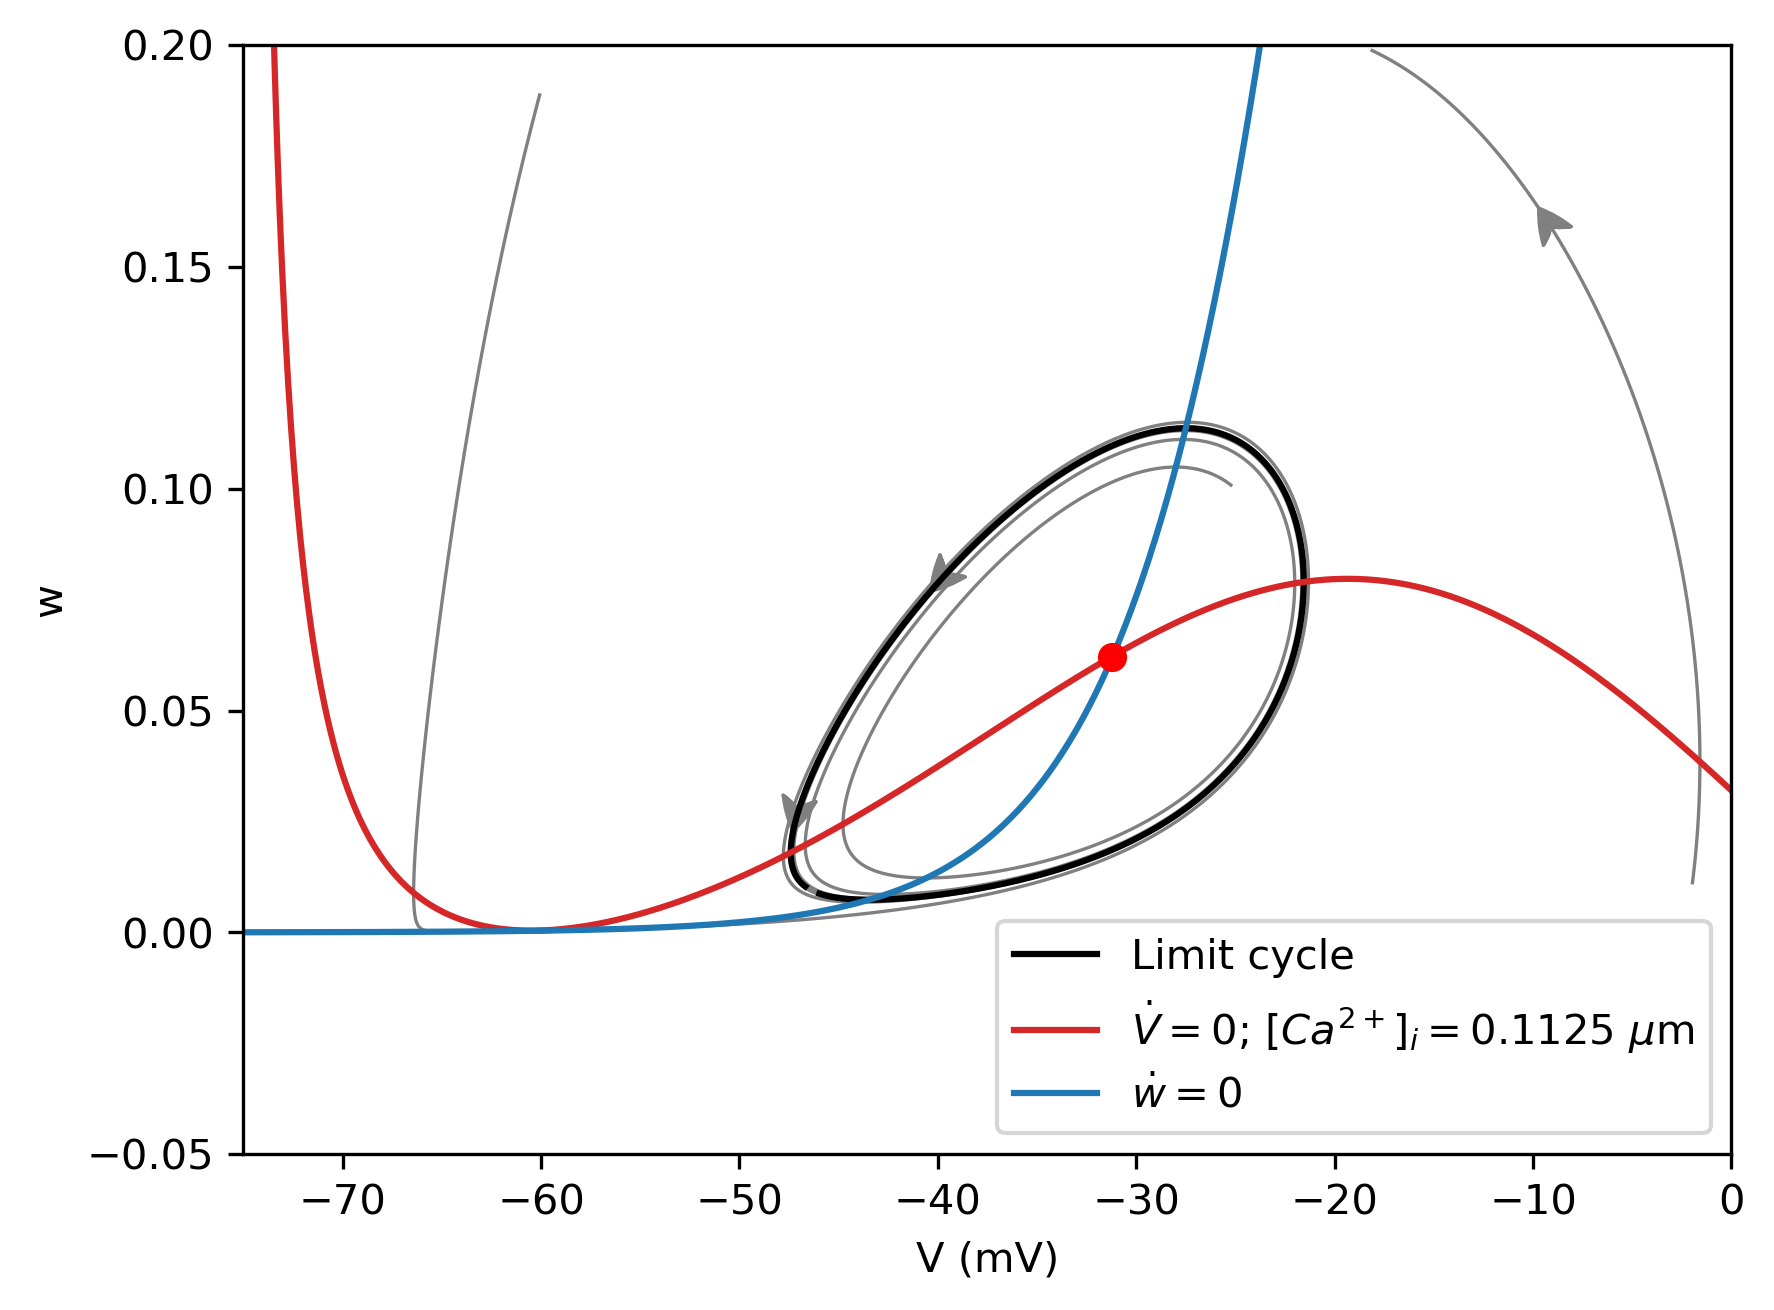 0.20
0.15
0.10
0.05
0.00
−0.05
w
−70 −60 −50 −40 −30 −20 −10 0
V (mV)
Limit cycle
V̇ = 0; [Ca²⁺]ᵢ = 0.1125 μm
ẇ = 0